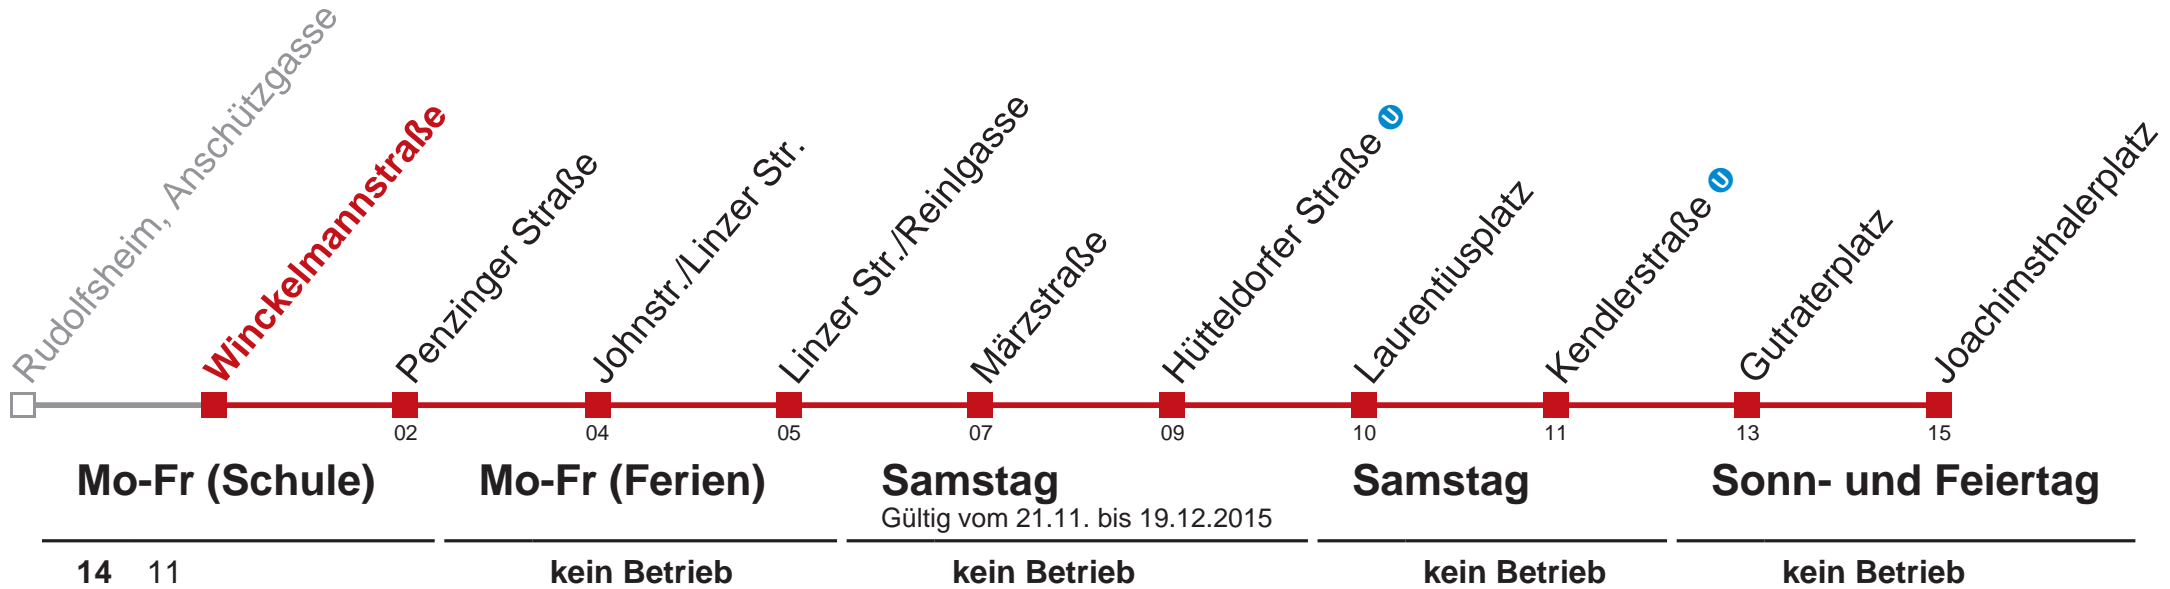 Rudolfsheim, Anschützgasse
Winckelmannstraße
Penzinger Straße
Johnstr./Linzer Str.
Linzer Str./Reinlgasse
Märzstraße
Hütteldorfer Straße U
Laurentiusplatz
Kendlerstraße U
Gutraterplatz
Joachimsthalerplatz
02 04 05 07 09 10 11 13 15
Mo-Fr (Schule) Mo-Fr (Ferien) Samstag Samstag Sonn- und Feiertag
Gültig vom 21.11. bis 19.12.2015
14 11 kein Betrieb kein Betrieb kein Betrieb kein Betrieb